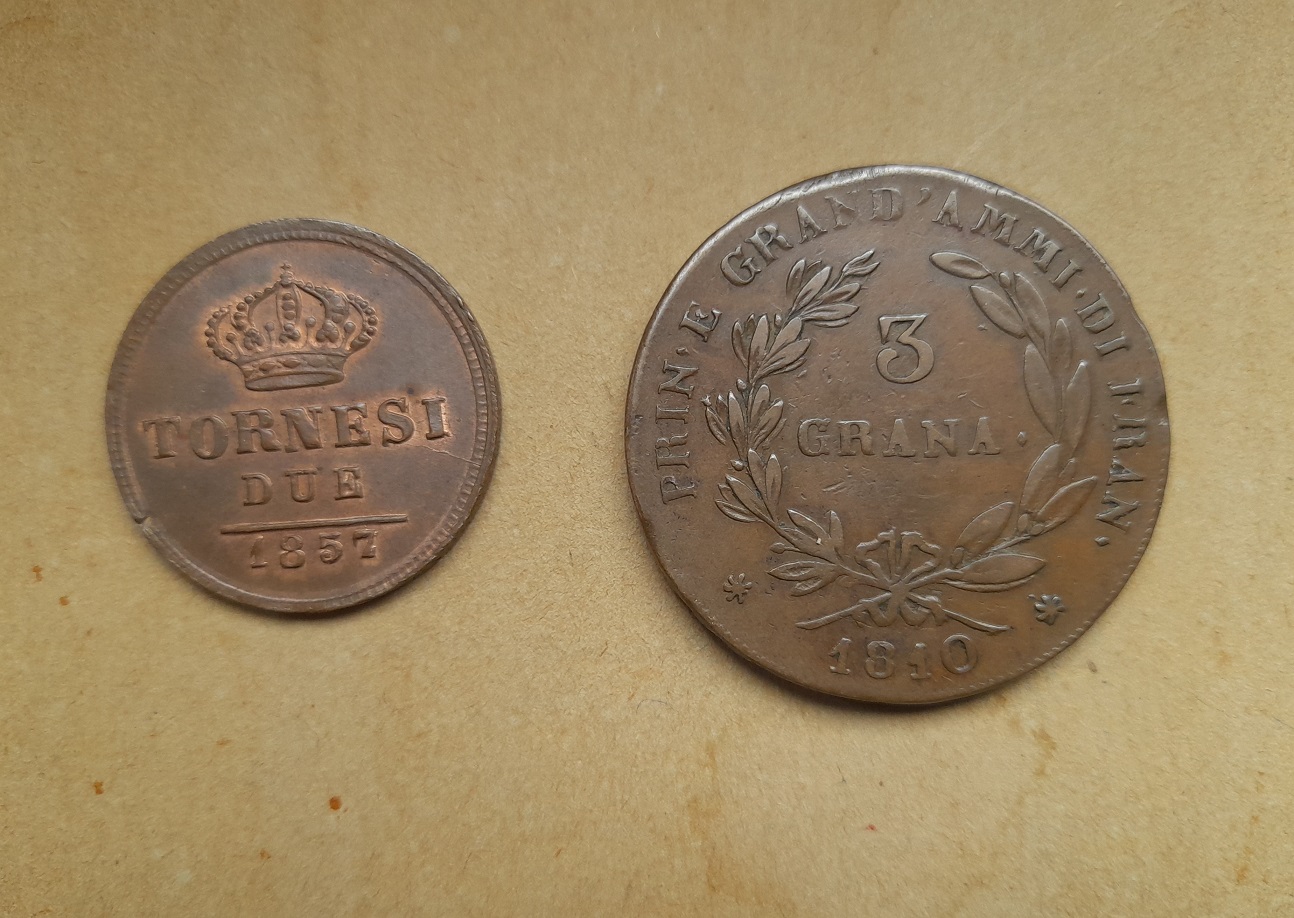 TORNESI
DUE
1857
PRIN·E GRAND'AMMI·DI FRAN.
3
GRANA.
1810